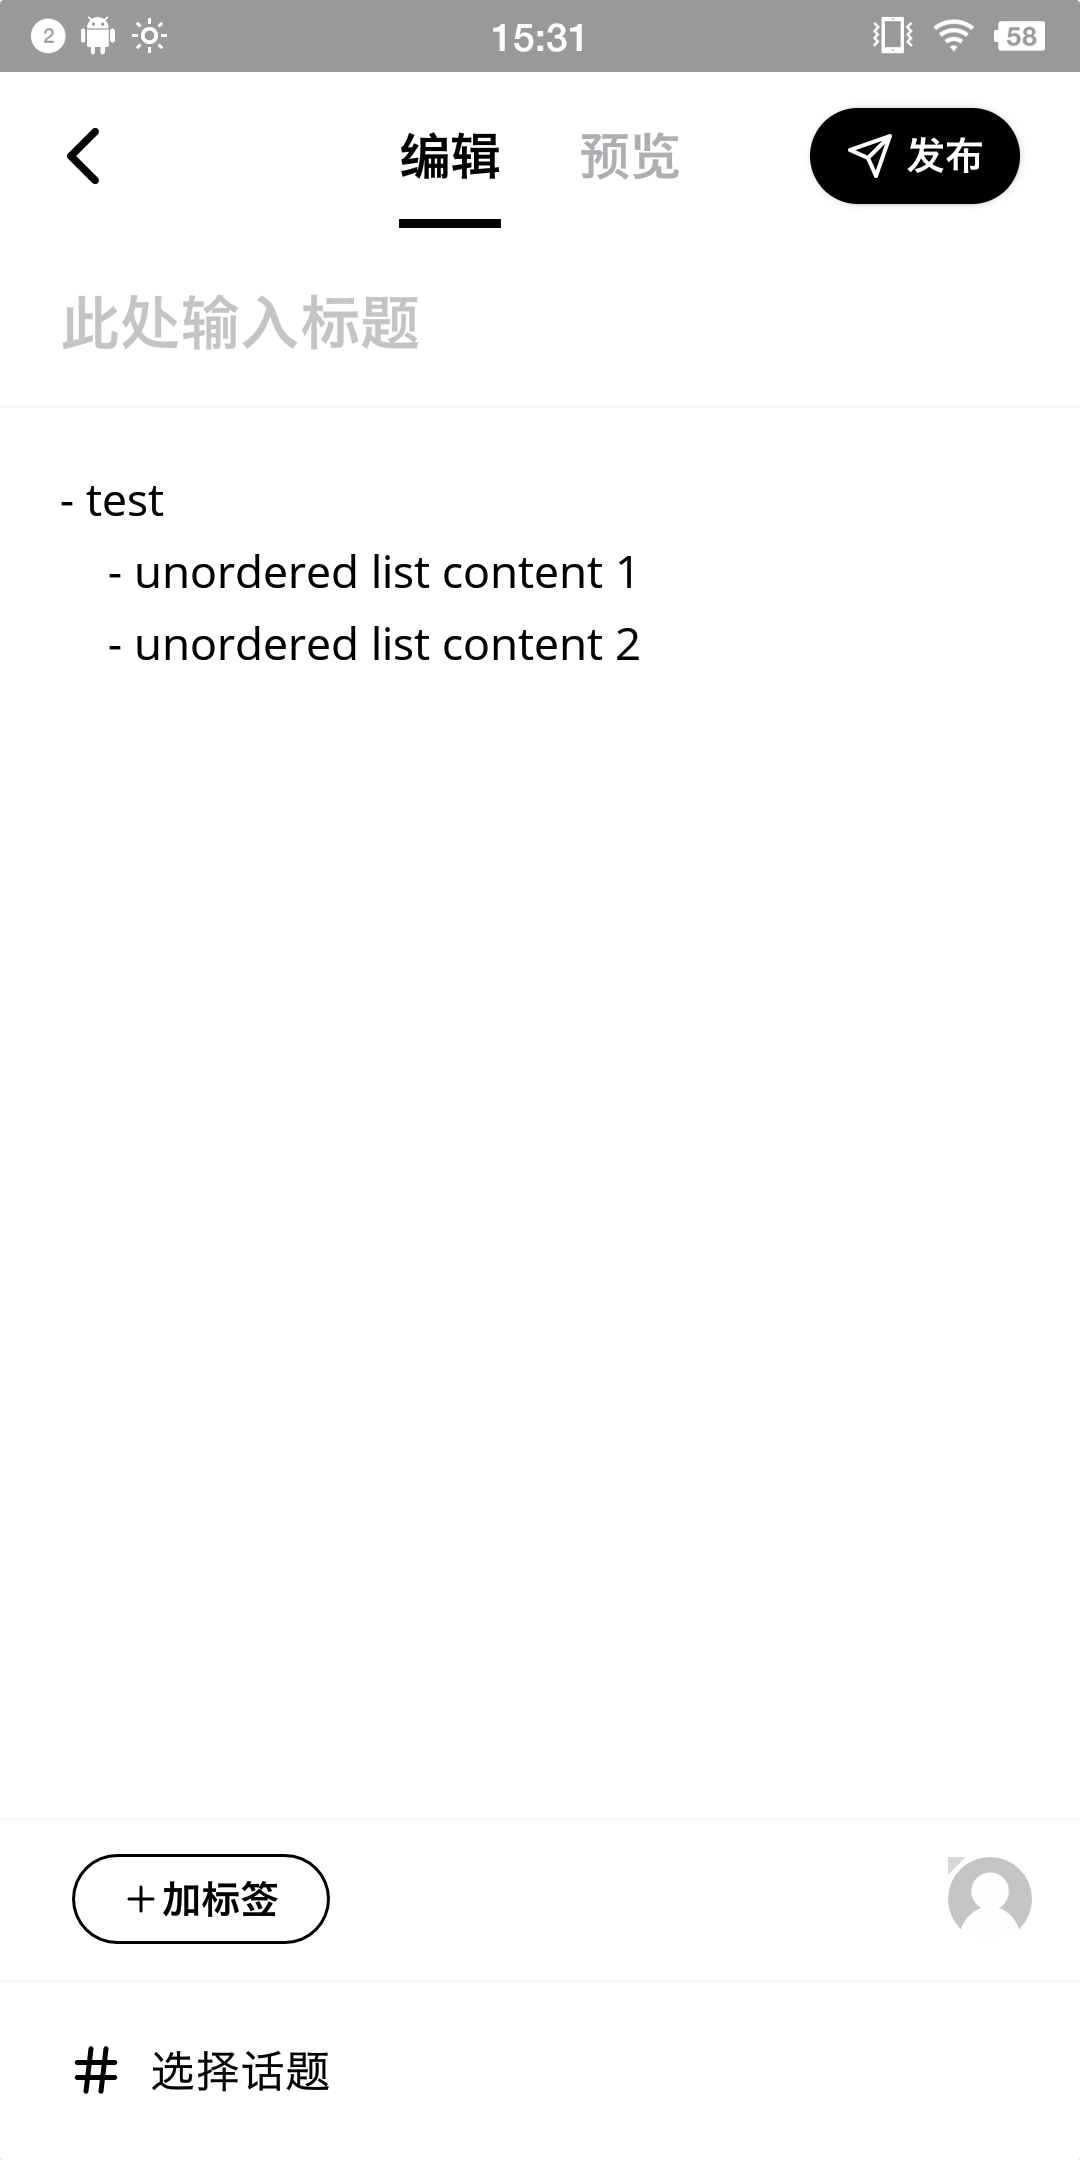 2
15:31
58
编辑
预览
发布
此处输入标题
- test
    - unordered list content 1
    - unordered list content 2
+加标签
# 选择话题